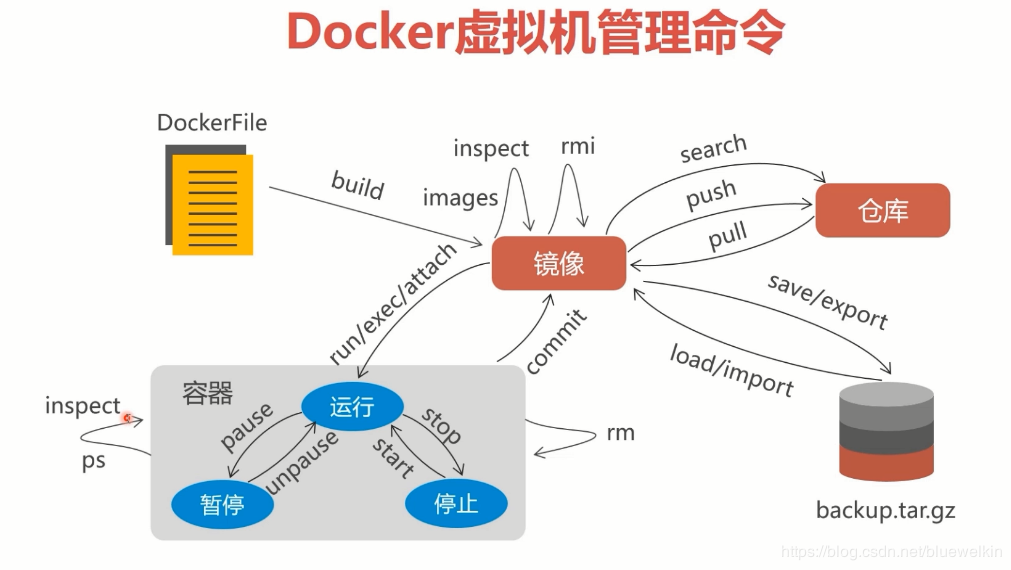 Docker虚拟机管理命令
DockerFile
build
inspect
rmi
images
search
push
pull
仓库
镜像
run/exec/attach
commit
save/export
load/import
backup.tar.gz
容器
运行
pause
unpause
stop
start
暂停
停止
inspect
ps
rm
https://blog.csdn.net/bluewelkin